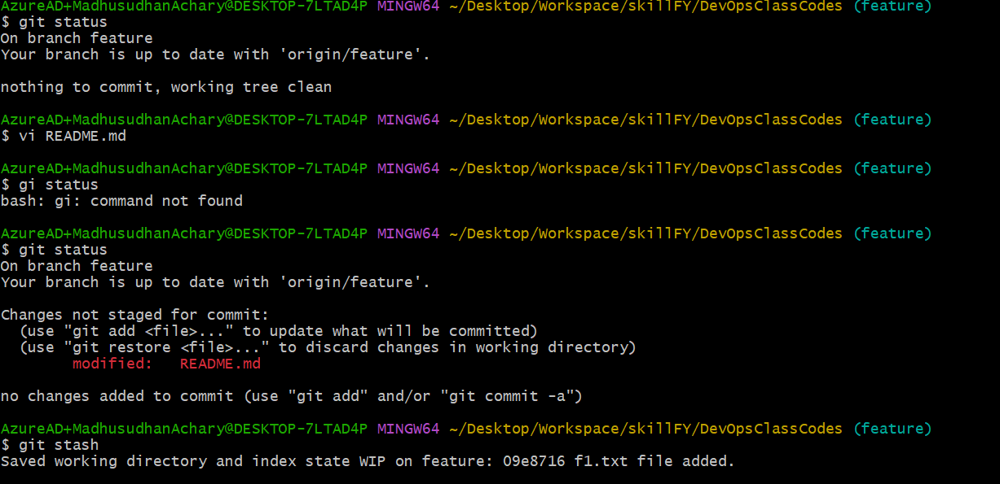 AzureAD+MadhusudhanAchary@DESKTOP-7LTAD4P MINGW64 ~/Desktop/Workspace/skillFY/DevOpsClassCodes (feature)
$ git status
On branch feature
Your branch is up to date with 'origin/feature'.

nothing to commit, working tree clean

AzureAD+MadhusudhanAchary@DESKTOP-7LTAD4P MINGW64 ~/Desktop/Workspace/skillFY/DevOpsClassCodes (feature)
$ vi README.md

AzureAD+MadhusudhanAchary@DESKTOP-7LTAD4P MINGW64 ~/Desktop/Workspace/skillFY/DevOpsClassCodes (feature)
$ gi status
bash: gi: command not found

AzureAD+MadhusudhanAchary@DESKTOP-7LTAD4P MINGW64 ~/Desktop/Workspace/skillFY/DevOpsClassCodes (feature)
$ git status
On branch feature
Your branch is up to date with 'origin/feature'.

Changes not staged for commit:
  (use "git add <file>..." to update what will be committed)
  (use "git restore <file>..." to discard changes in working directory)
        modified:   README.md

no changes added to commit (use "git add" and/or "git commit -a")

AzureAD+MadhusudhanAchary@DESKTOP-7LTAD4P MINGW64 ~/Desktop/Workspace/skillFY/DevOpsClassCodes (feature)
$ git stash
Saved working directory and index state WIP on feature: 09e8716 f1.txt file added.